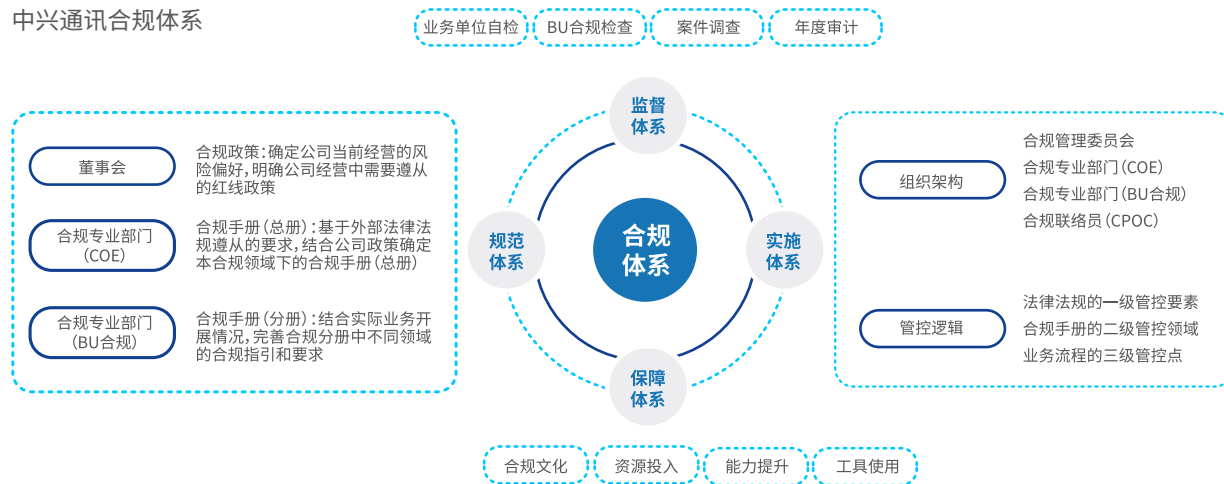 中兴通讯合规体系
业务单位自检
BU合规检查
案件调查
年度审计
董事会
合规政策：确定公司当前经营的风
险偏好，明确公司经营中需要遵从
的红线政策
合规专业部门
（COE）
合规手册（总册）：基于外部法律法
规遵从的要求，结合公司政策确定
本合规领域下的合规手册（总册）
合规专业部门
（BU合规）
合规手册（分册）：结合实际业务开
展情况，完善合规分册中不同领域
的合规指引和要求
监督
体系
规范
体系
合规
体系
实施
体系
保障
体系
组织架构
合规管理委员会
合规专业部门（COE）
合规专业部门（BU合规）
合规联络员（CPOC）
管控逻辑
法律法规的一级管控要素
合规手册的二级管控领域
业务流程的三级管控点
合规文化
资源投入
能力提升
工具使用